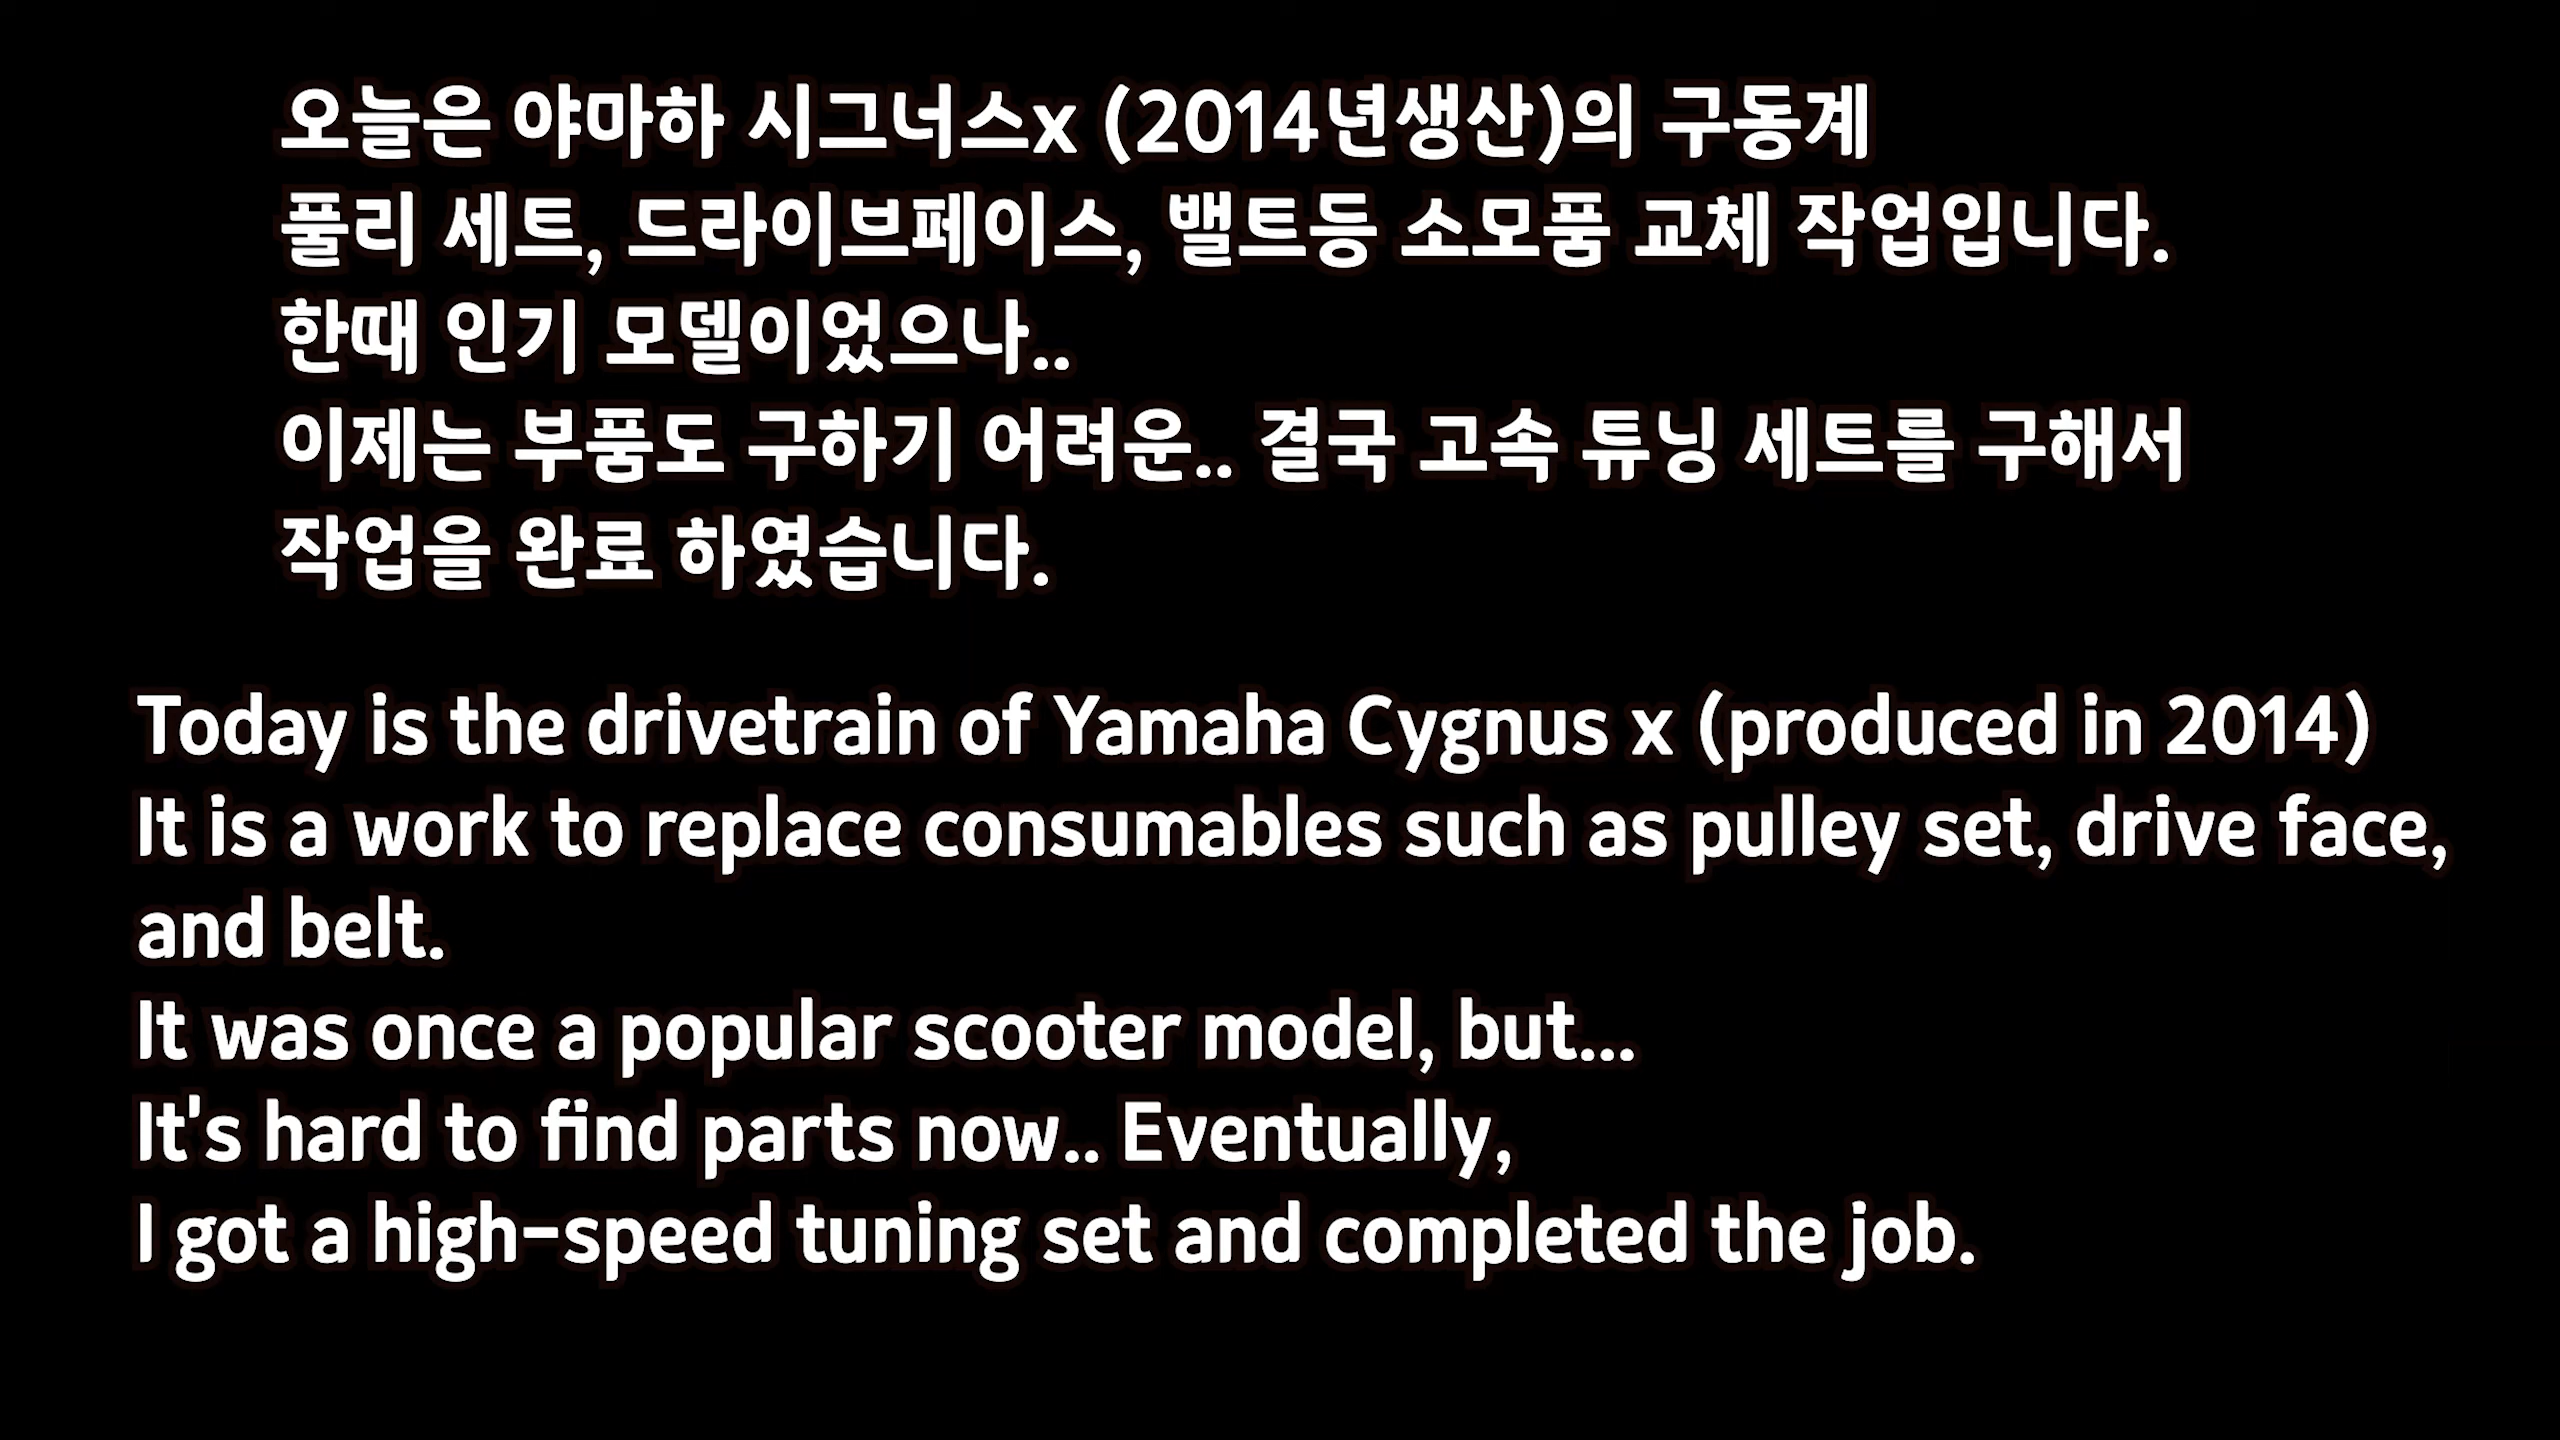 오늘은 야마하 시그너스x (2014년생산)의 구동계
풀리 세트, 드라이브페이스, 밸트등 소모품 교체 작업입니다.
한때 인기 모델이었으나..
이제는 부품도 구하기 어려운.. 결국 고속 튜닝 세트를 구해서
작업을 완료 하였습니다.
Today is the drivetrain of Yamaha Cygnus x (produced in 2014)
It is a work to replace consumables such as pulley set, drive face,
and belt.
It was once a popular scooter model, but...
It's hard to find parts now.. Eventually,
I got a high-speed tuning set and completed the job.